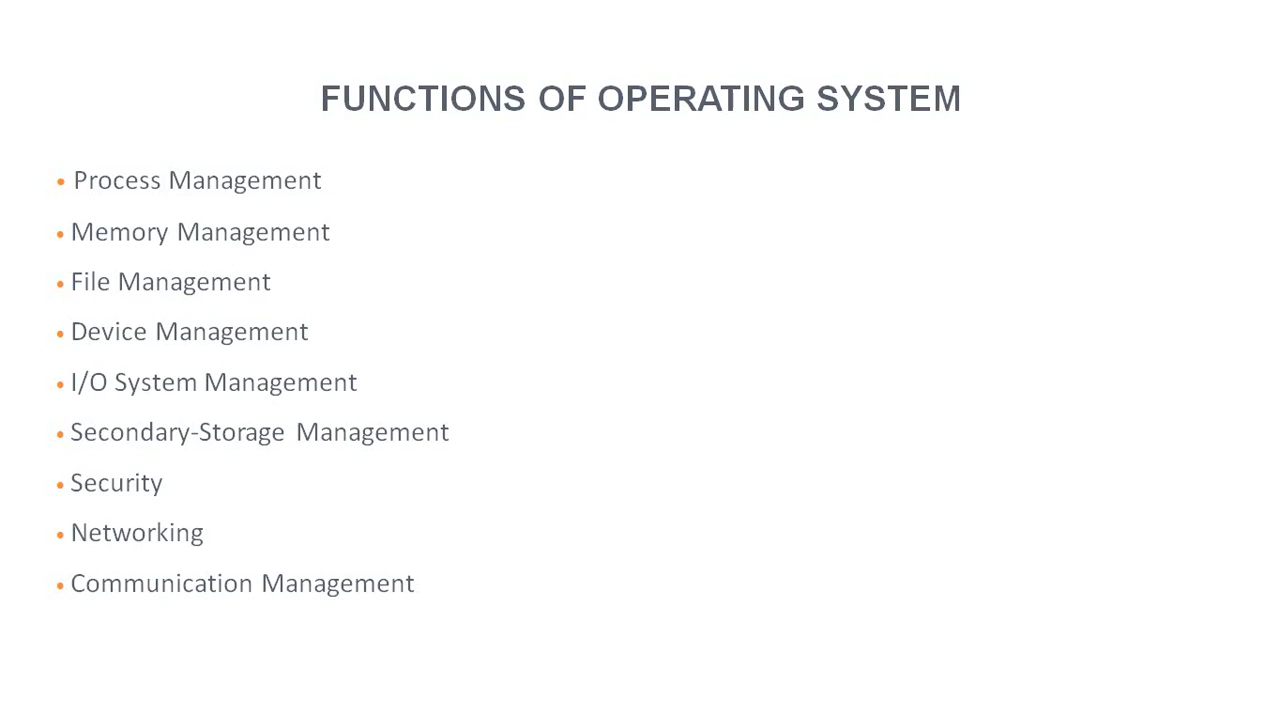 FUNCTIONS OF OPERATING SYSTEM
• Process Management
• Memory Management
• File Management
• Device Management
• I/O System Management
• Secondary-Storage Management
• Security
• Networking
• Communication Management